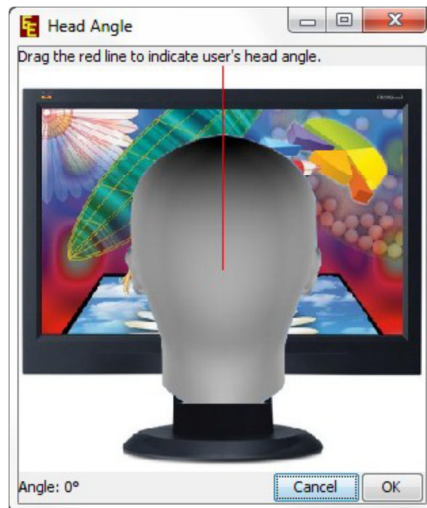 Head Angle
Drag the red line to indicate user's head angle.
Angle: 0°
Cancel
OK